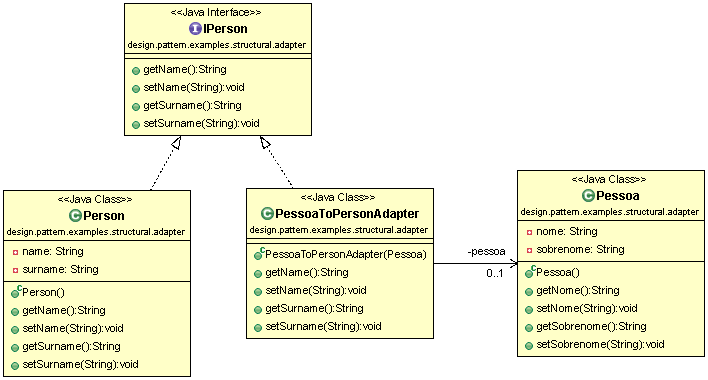 <<Java Interface>>
IPerson
design.pattern.examples.structural.adapter
getName():String
setName(String):void
getSurname():String
setSurname(String):void
<<Java Class>>
Person
design.pattern.examples.structural.adapter
name: String
surname: String
Person()
getName():String
setName(String):void
getSurname():String
setSurname(String):void
<<Java Class>>
PessoaToPersonAdapter
design.pattern.examples.structural.adapter
PessoaToPersonAdapter(Pessoa)
getName():String
setName(String):void
getSurname():String
setSurname(String):void
-pessoa
0..1
<<Java Class>>
Pessoa
design.pattern.examples.structural.adapter
nome: String
sobrenome: String
Pessoa()
getNome():String
setNome(String):void
getSobrenome():String
setSobrenome(String):void